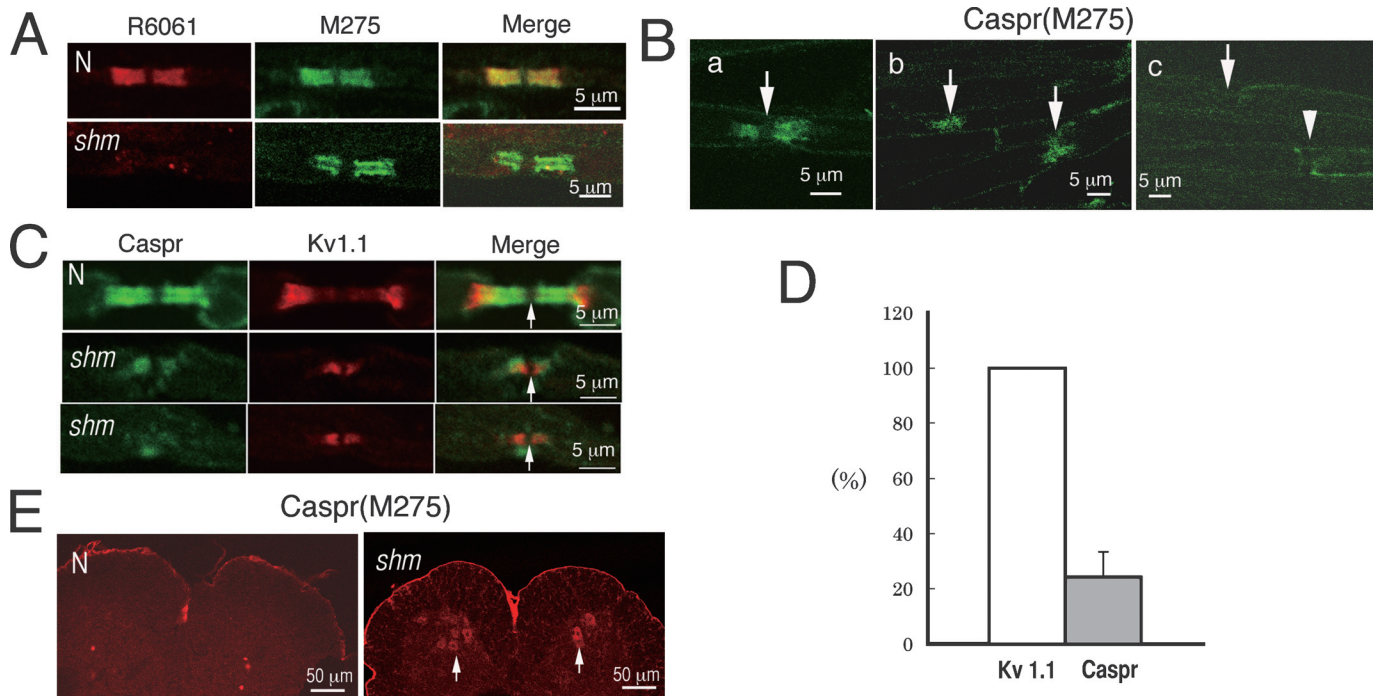 A
R6061 M275 Merge
N
5 μm
shm
5 μm
B
Caspr(M275)
a b c
5 μm 5 μm 5 μm
C
Caspr Kv1.1 Merge
N
5 μm
shm
5 μm
shm
5 μm
D
120
100
80
60
(%)
40
20
0
Kv 1.1 Caspr
E
Caspr(M275)
N shm
50 μm 50 μm